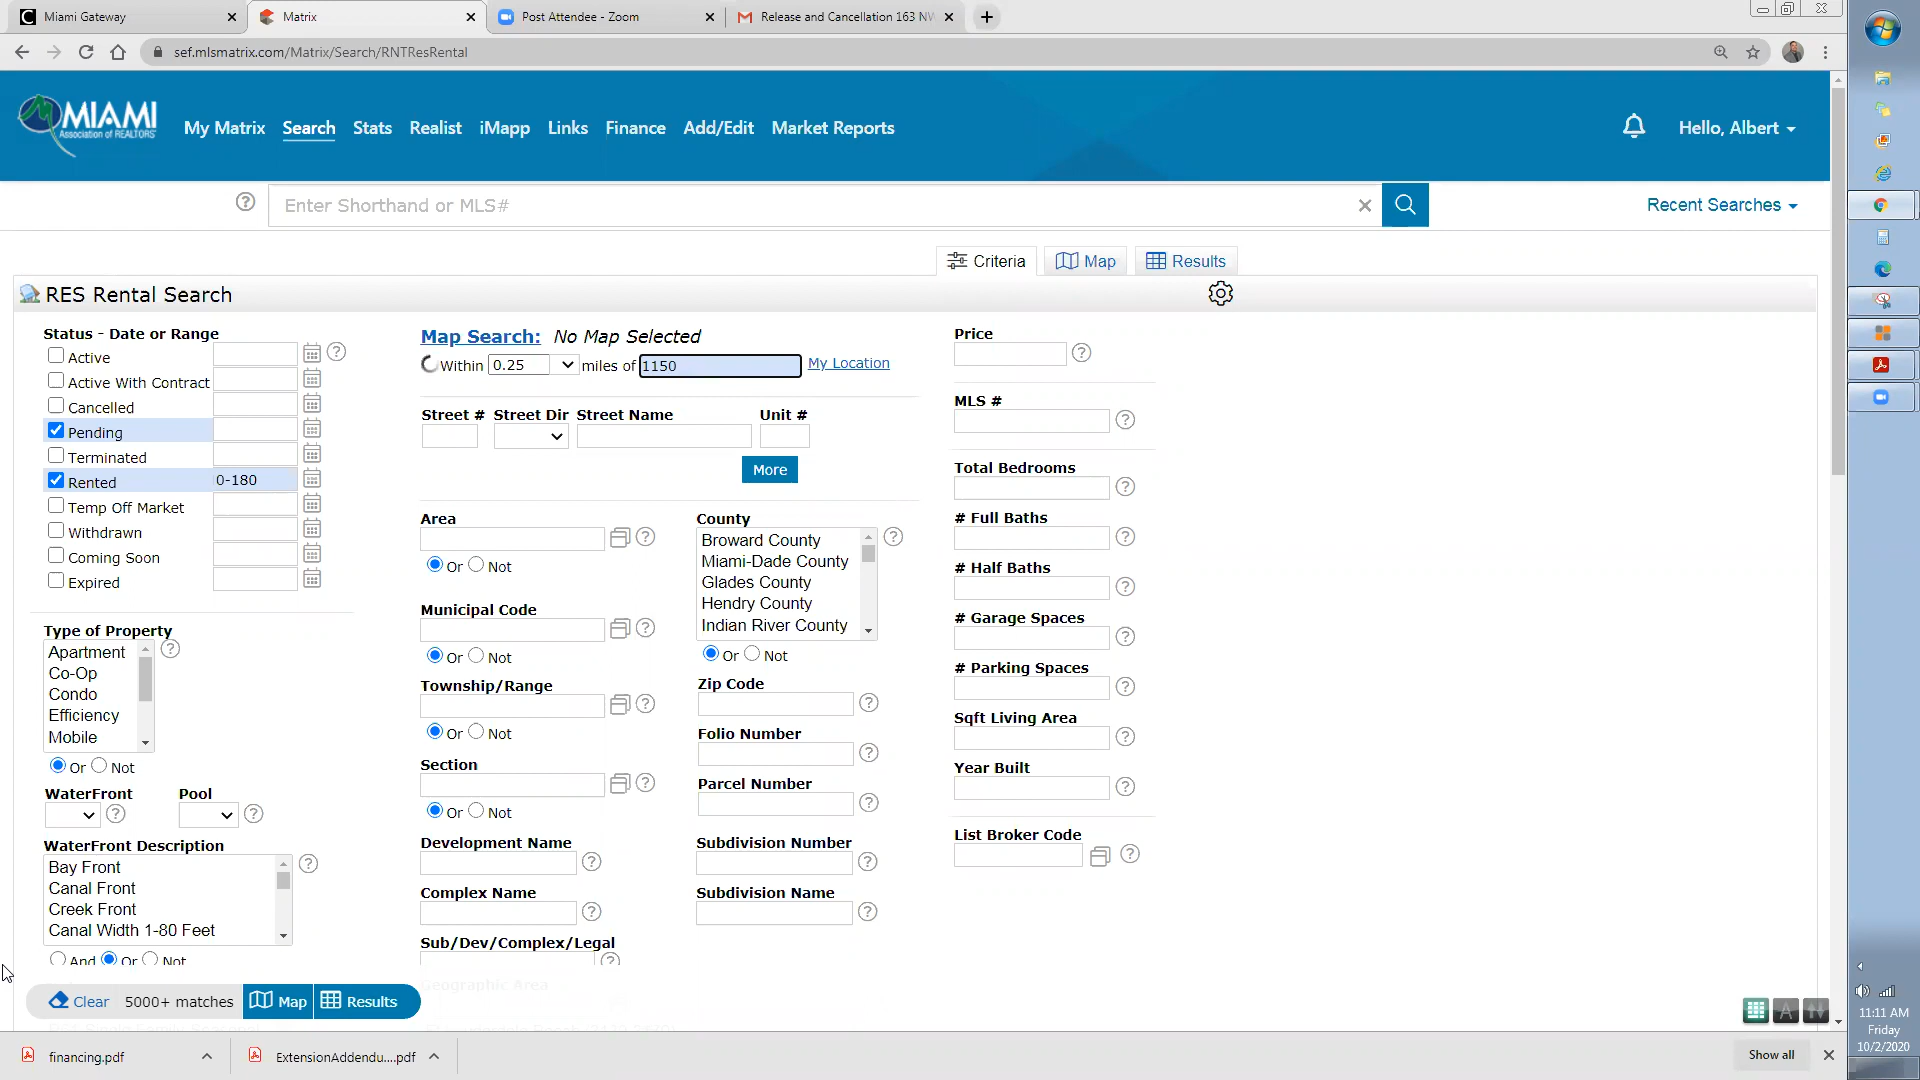 Miami Gateway
Matrix
Post Attendee - Zoom
Release and Cancellation 163 NW
sef.mlsmatrix.com/Matrix/Search/RNTResRental
MIAMI
Association of REALTORS
My Matrix
Search
Stats
Realist
iMapp
Links
Finance
Add/Edit
Market Reports
Hello, Albert
Enter Shorthand or MLS#
Recent Searches
Criteria
Map
Results
RES Rental Search
Status - Date or Range
Active
Active With Contract
Cancelled
Pending
Terminated
Rented 0-180
Temp Off Market
Withdrawn
Coming Soon
Expired
Type of Property
Apartment
Co-Op
Condo
Efficiency
Mobile
Or Not
WaterFront
Pool
WaterFront Description
Bay Front
Canal Front
Creek Front
Canal Width 1-80 Feet
And Or Not
Map Search: No Map Selected
Within 0.25 miles of 1150 My Location
Street # Street Dir Street Name Unit #
More
Area
Or Not
Municipal Code
Or Not
Township/Range
Or Not
Section
Or Not
Development Name
Complex Name
Sub/Dev/Complex/Legal
Geographic Area
County
Broward County
Miami-Dade County
Glades County
Hendry County
Indian River County
Or Not
Zip Code
Folio Number
Parcel Number
Subdivision Number
Subdivision Name
Price
MLS #
Total Bedrooms
# Full Baths
# Half Baths
# Garage Spaces
# Parking Spaces
Sqft Living Area
Year Built
List Broker Code
Clear 5000+ matches Map Results
financing.pdf
ExtensionAddendu....pdf
Show all
11:11 AM
Friday
10/2/2020